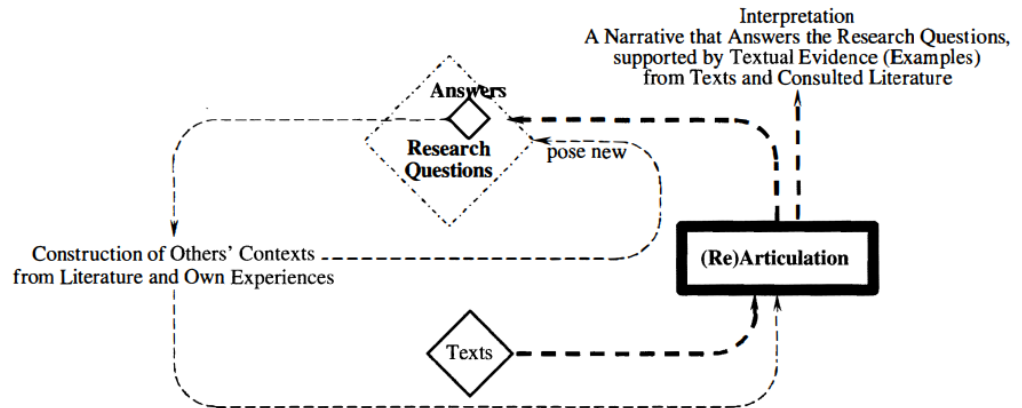 Interpretation
A Narrative that Answers the Research Questions,
supported by Textual Evidence (Examples)
from Texts and Consulted Literature
Answers
Research
Questions
pose new
Construction of Others' Contexts
from Literature and Own Experiences
(Re)Articulation
Texts